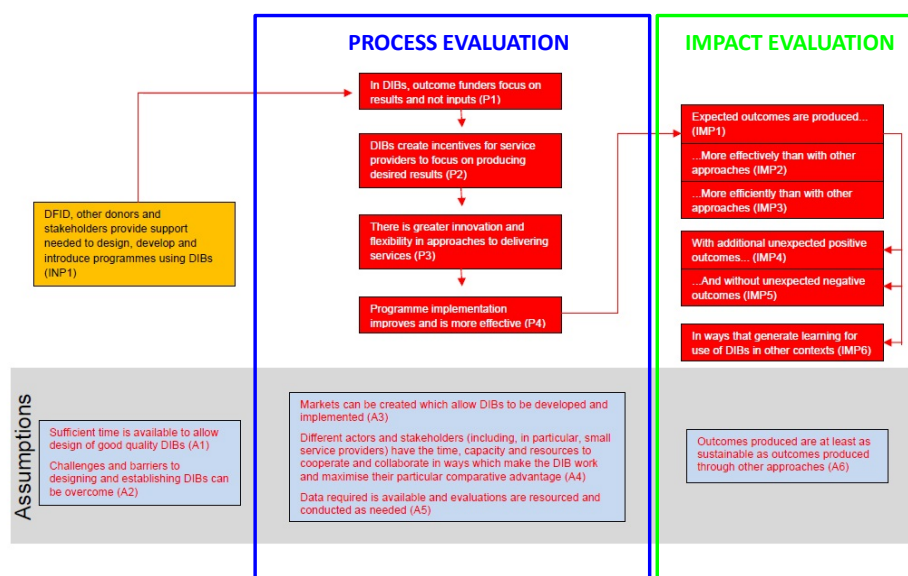 PROCESS EVALUATION
IMPACT EVALUATION
In DIBs, outcome funders focus on
results and not inputs (P1)
DIBs create incentives for service
providers to focus on producing
desired results (P2)
There is greater innovation and
flexibility in approaches to delivering
services (P3)
Programme implementation
improves and is more effective (P4)
DFID, other donors and
stakeholders provide support
needed to design, develop and
introduce programmes using DIBs
(INP1)
Expected outcomes are produced...
(IMP1)
...More effectively than with other
approaches (IMP2)
...More efficiently than with other
approaches (IMP3)
With additional unexpected positive
outcomes... (IMP4)
...And without unexpected negative
outcomes (IMP5)
In ways that generate learning for
use of DIBs in other contexts (IMP6)
Assumptions
Sufficient time is available to allow
design of good quality DIBs (A1)
Challenges and barriers to
designing and establishing DIBs can
be overcome (A2)
Markets can be created which allow DIBs to be developed and
implemented (A3)
Different actors and stakeholders (including, in particular, small
service providers) have the time, capacity and resources to
cooperate and collaborate in ways which make the DIB work
and maximise their particular comparative advantage (A4)
Data required is available and evaluations are resourced and
conducted as needed (A5)
Outcomes produced are at least as
sustainable as outcomes produced
through other approaches (A6)